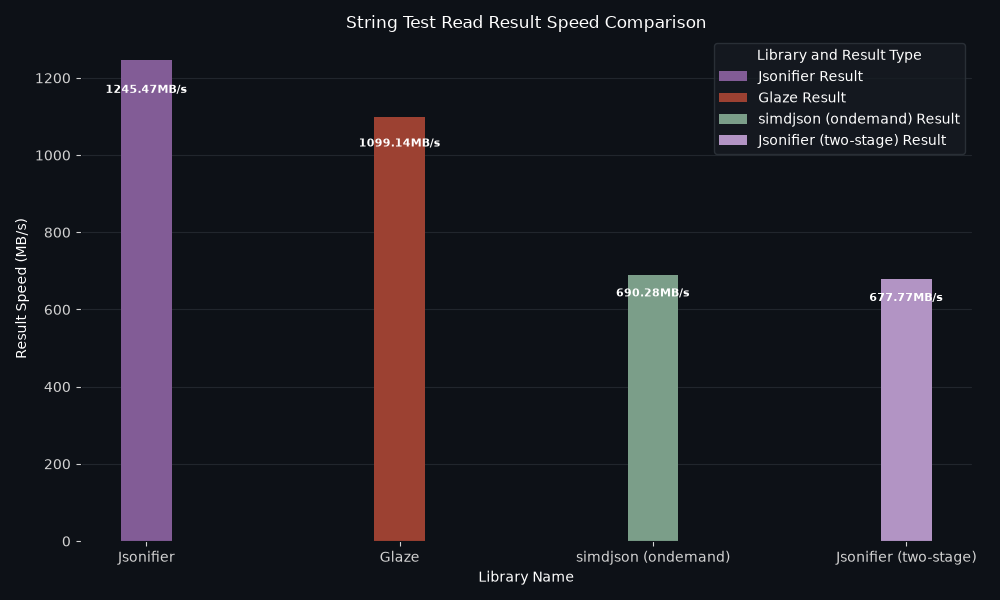 String Test Read Result Speed Comparison
Library and Result Type
Jsonifier Result
Glaze Result
simdjson (ondemand) Result
Jsonifier (two-stage) Result
Result Speed (MB/s)
1200
1000
800
600
400
200
0
1245.47MB/s
1099.14MB/s
690.28MB/s
677.77MB/s
Jsonifier
Glaze
simdjson (ondemand)
Jsonifier (two-stage)
Library Name